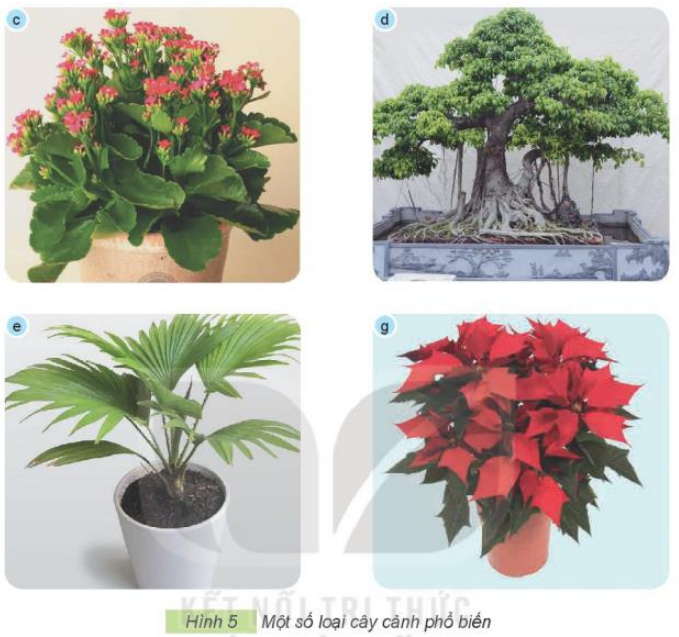 c
d
e
g
KẾT NỐI TRI THỨC
Hình 5 Một số loại cây cảnh phổ biến